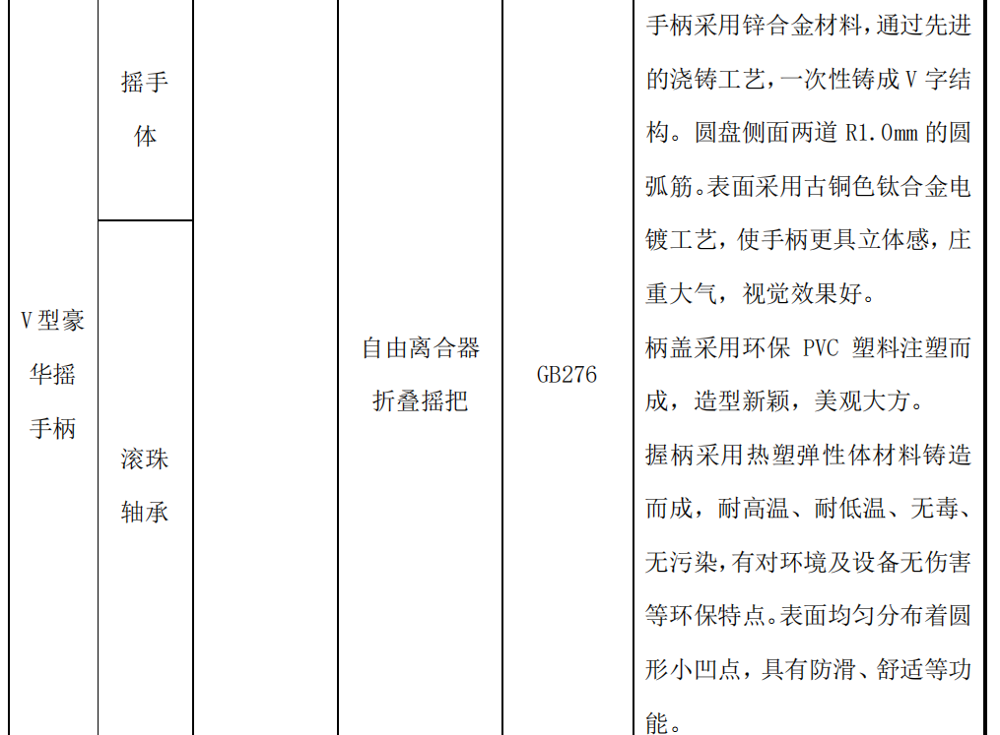 V型豪
华摇
手柄
摇手
体
滚珠
轴承
自由离合器
折叠摇把
GB276
手柄采用锌合金材料,通过先进
的浇铸工艺,一次性铸成V字结
构。圆盘侧面两道R1.0mm的圆
弧筋。表面采用古铜色钛合金电
镀工艺，使手柄更具立体感，庄
重大气，视觉效果好。
柄盖采用环保 PVC 塑料注塑而
成，造型新颖，美观大方。
握柄采用热塑弹性体材料铸造
而成，耐高温、耐低温、无毒、
无污染,有对环境及设备无伤害
等环保特点。表面均匀分布着圆
形小凹点，具有防滑、舒适等功
能。